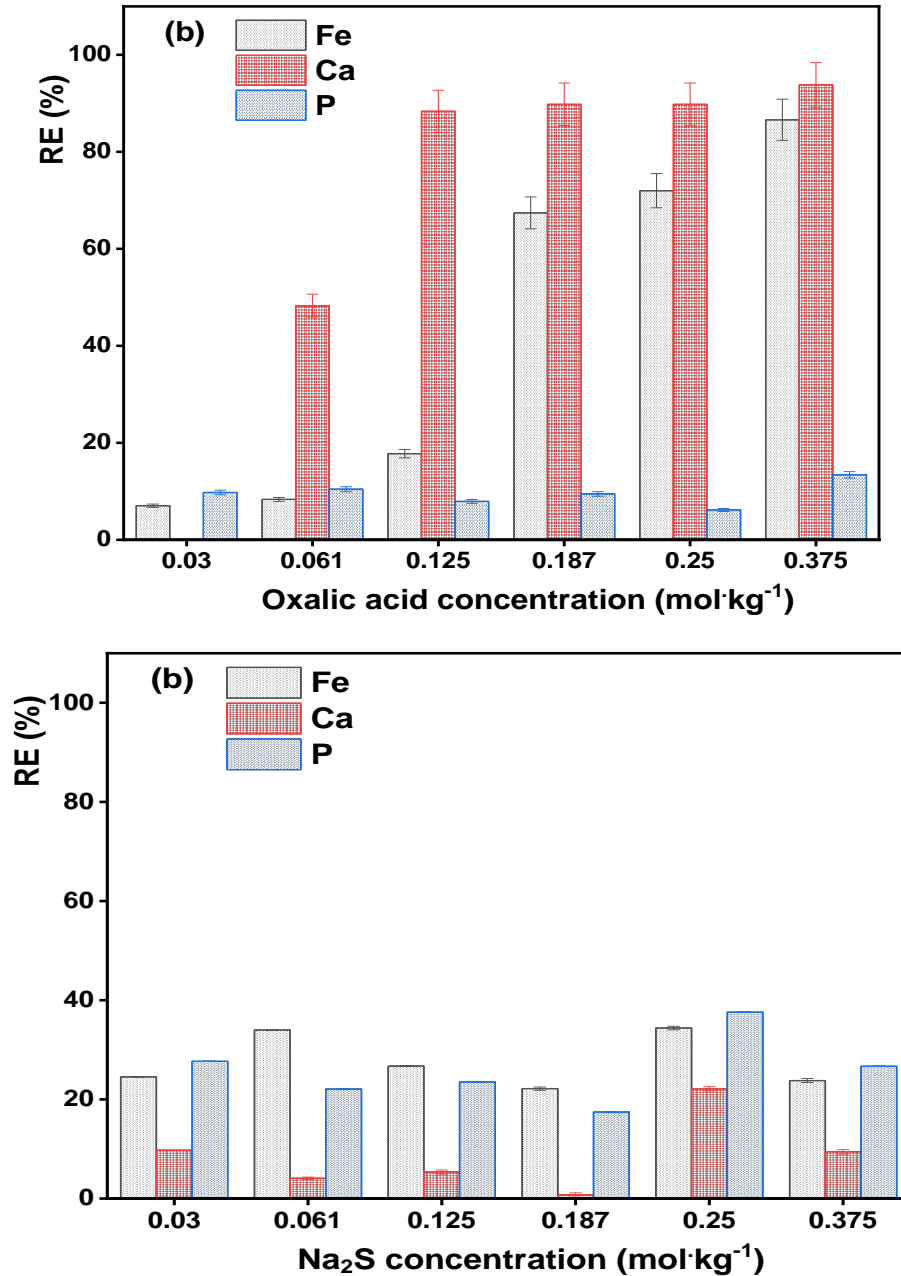 (b)
Fe
Ca
P
RE (%)
100
80
60
40
20
0
0.03 0.061 0.125 0.187 0.25 0.375
Oxalic acid concentration (mol·kg⁻¹)
(b)
Fe
Ca
P
RE (%)
100
80
60
40
20
0
0.03 0.061 0.125 0.187 0.25 0.375
Na₂S concentration (mol·kg⁻¹)